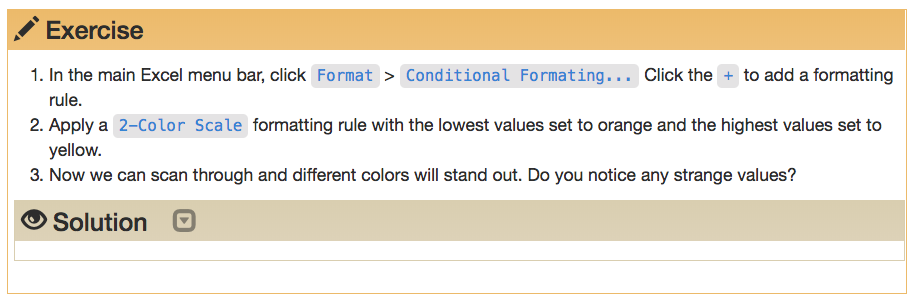 Exercise
1. In the main Excel menu bar, click Format > Conditional Formating... Click the + to add a formatting
rule.
2. Apply a 2-Color Scale formatting rule with the lowest values set to orange and the highest values set to
yellow.
3. Now we can scan through and different colors will stand out. Do you notice any strange values?
Solution